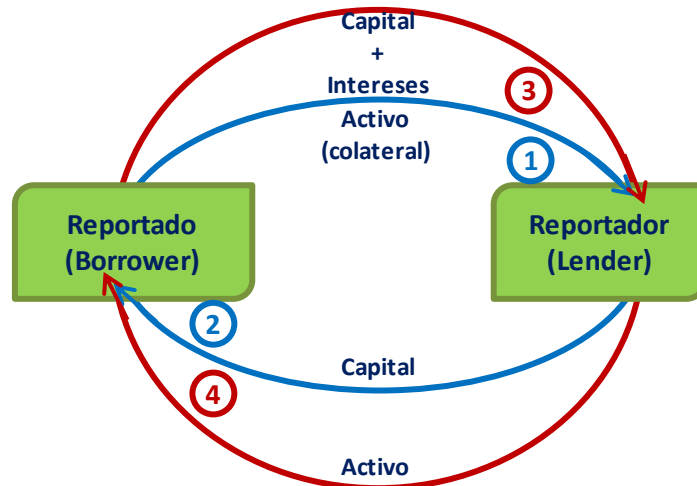 Capital
+
Intereses
3
Activo
(colateral)
1
Reportado
(Borrower)
Reportador
(Lender)
2
Capital
4
Activo